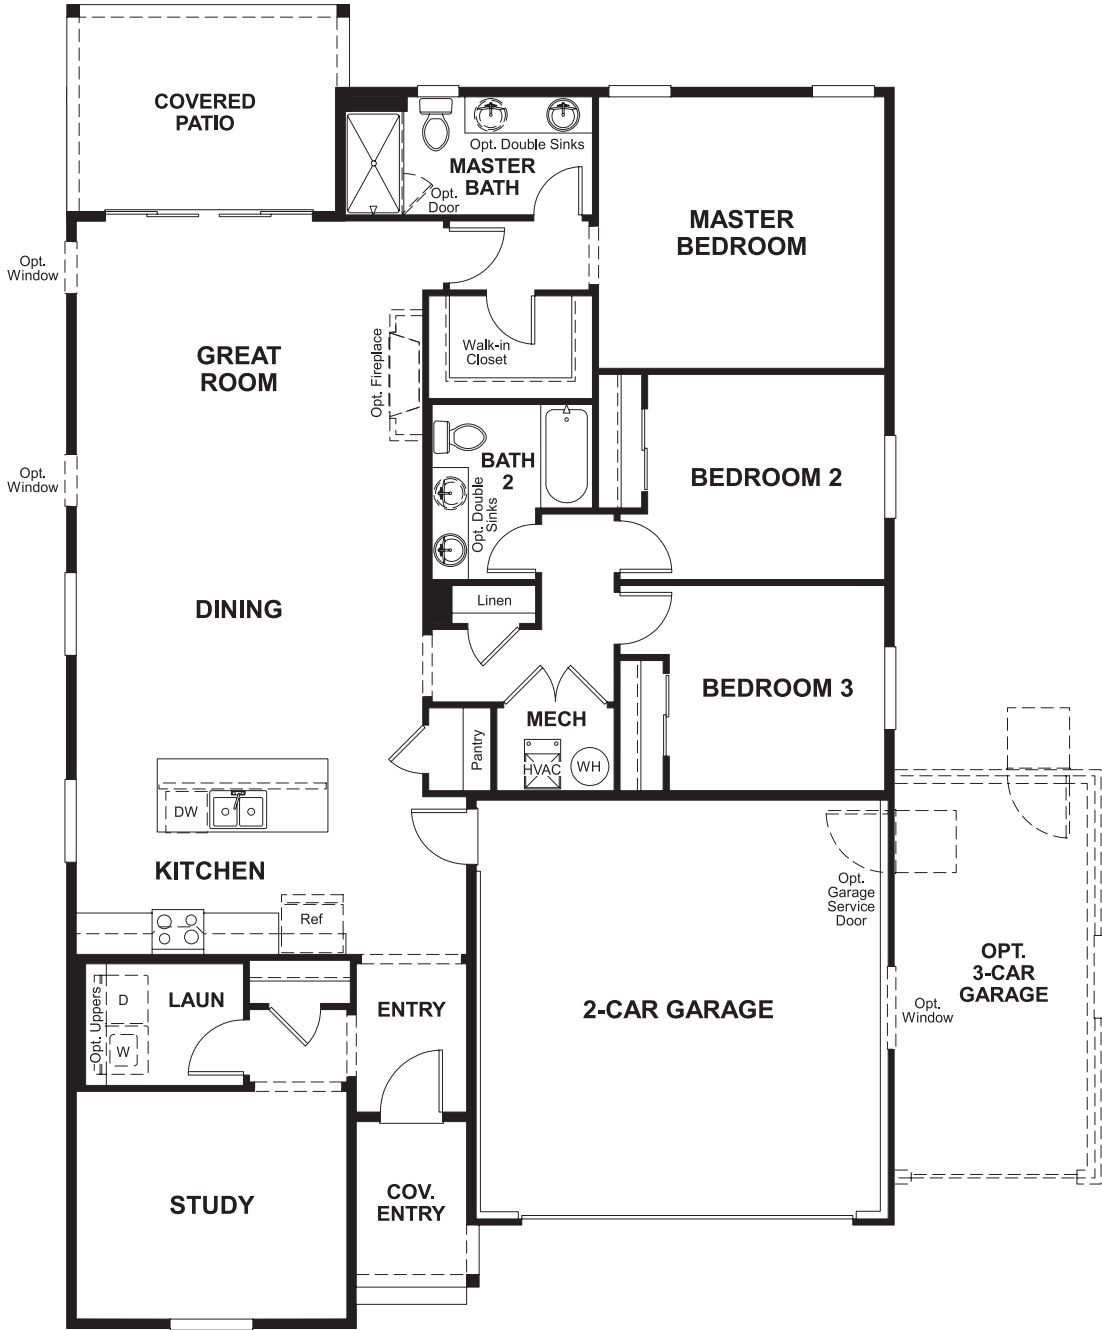 COVERED
PATIO
Opt. Double Sinks
MASTER
BATH
Opt.
Door
MASTER
BEDROOM
Opt.
Window
GREAT
ROOM
Opt. Fireplace
Walk-in
Closet
Opt.
Window
BATH
2
Opt. Double
Sinks
BEDROOM 2
DINING
Linen
BEDROOM 3
MECH
Pantry
HVAC
WH
DW
KITCHEN
Ref
Opt.
Garage
Service
Door
OPT.
3-CAR
GARAGE
Opt. Uppers
D
W
LAUN
ENTRY
2-CAR GARAGE
Opt.
Window
STUDY
COV.
ENTRY